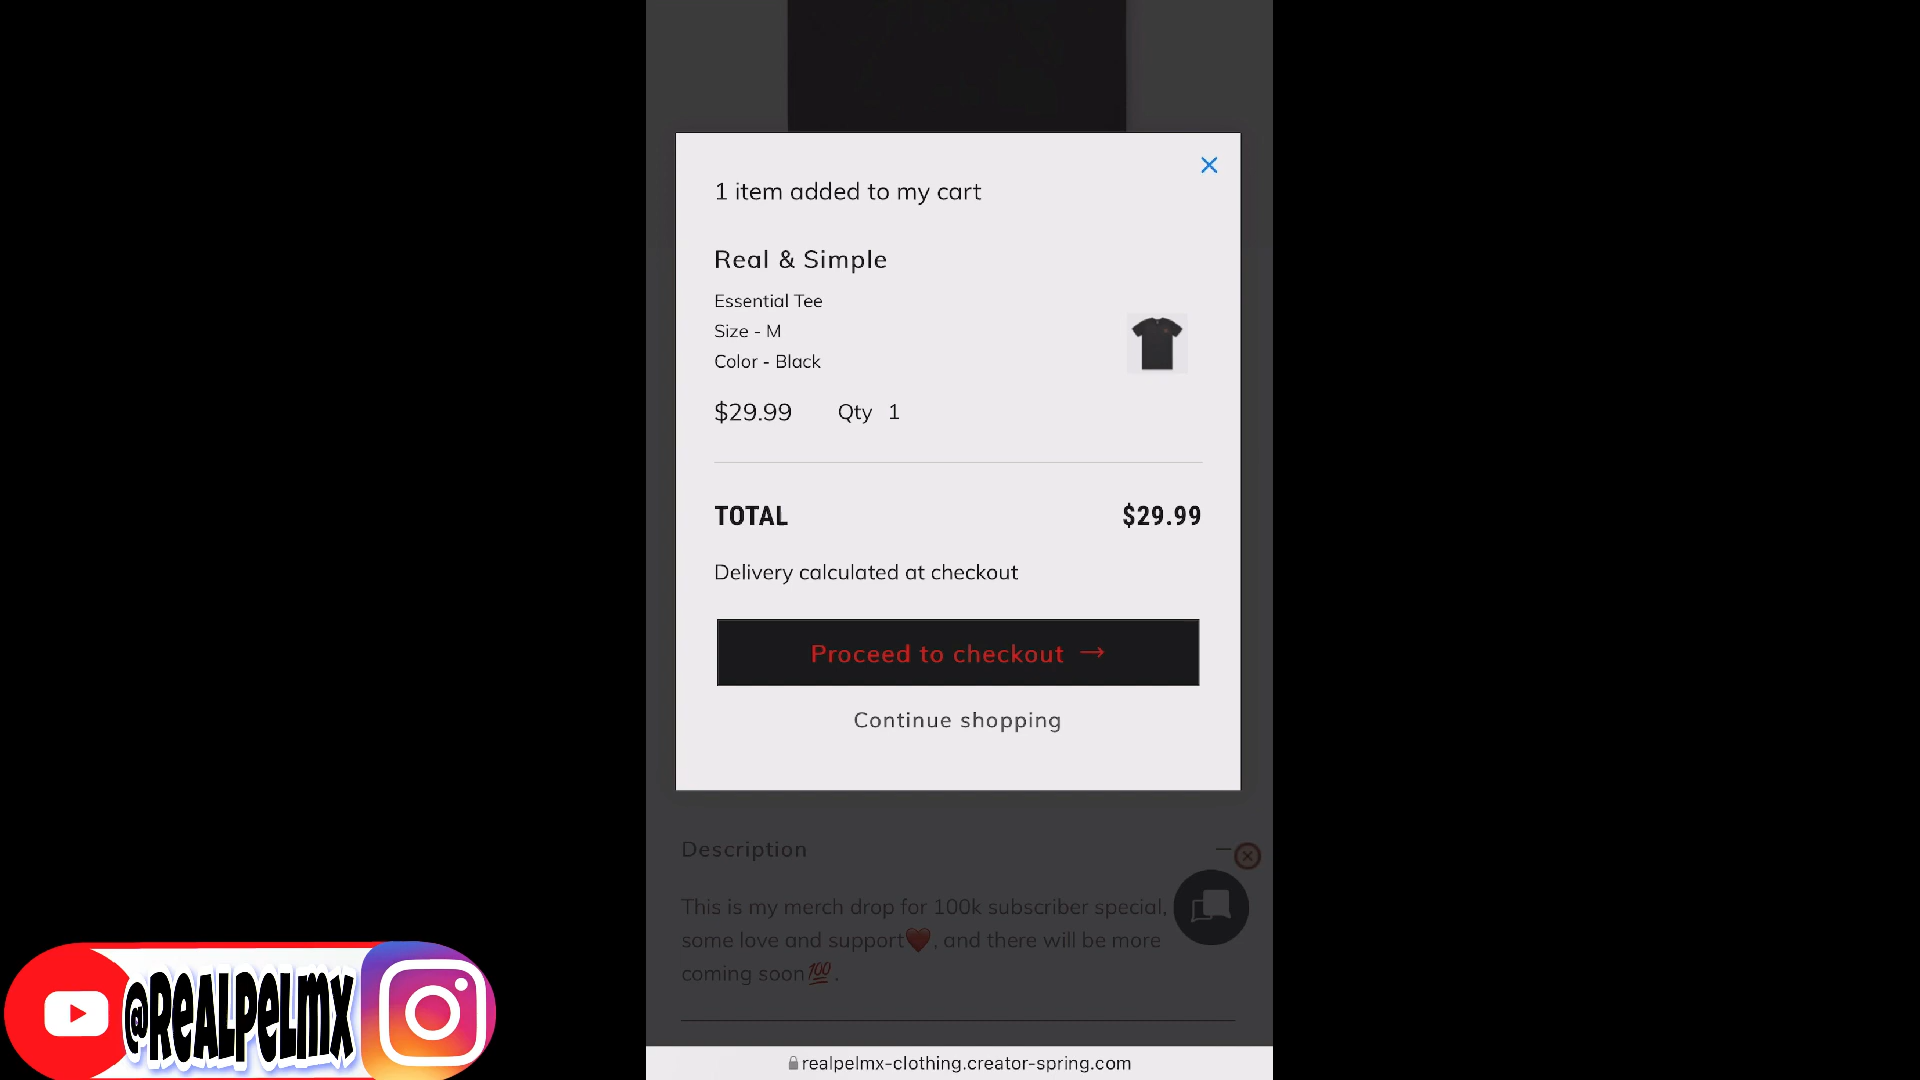 1 item added to my cart
Real & Simple
Essential Tee
Size - M
Color - Black
$29.99 Qty 1
TOTAL $29.99
Delivery calculated at checkout
Proceed to checkout →
Continue shopping
Description
This is my merch drop for 100k subscriber special,
some love and support❤️, and there will be more
coming soon💯.
@REALPELMX
realpelmx-clothing.creator-spring.com